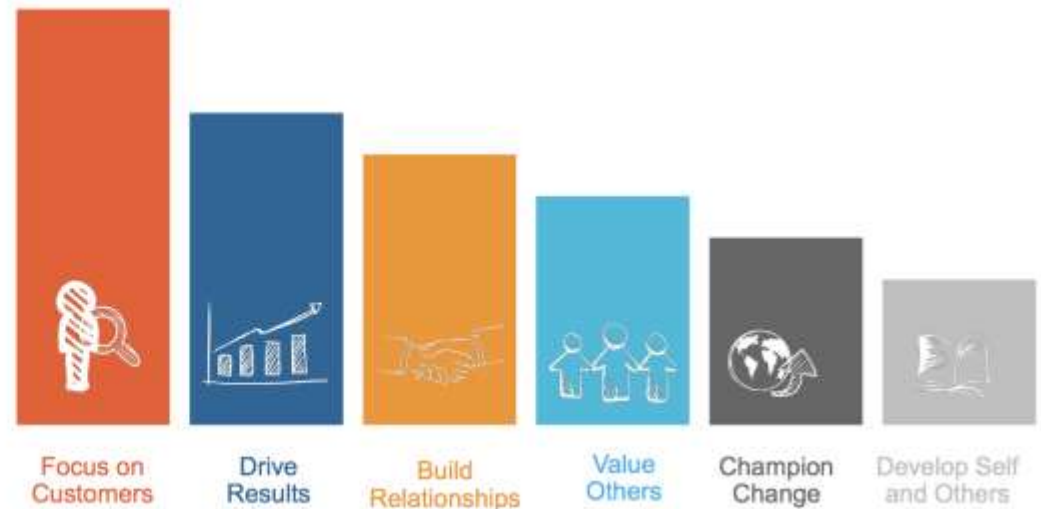 Focus on
Customers
Drive
Results
Build
Relationships
Value
Others
Champion
Change
Develop Self
and Others